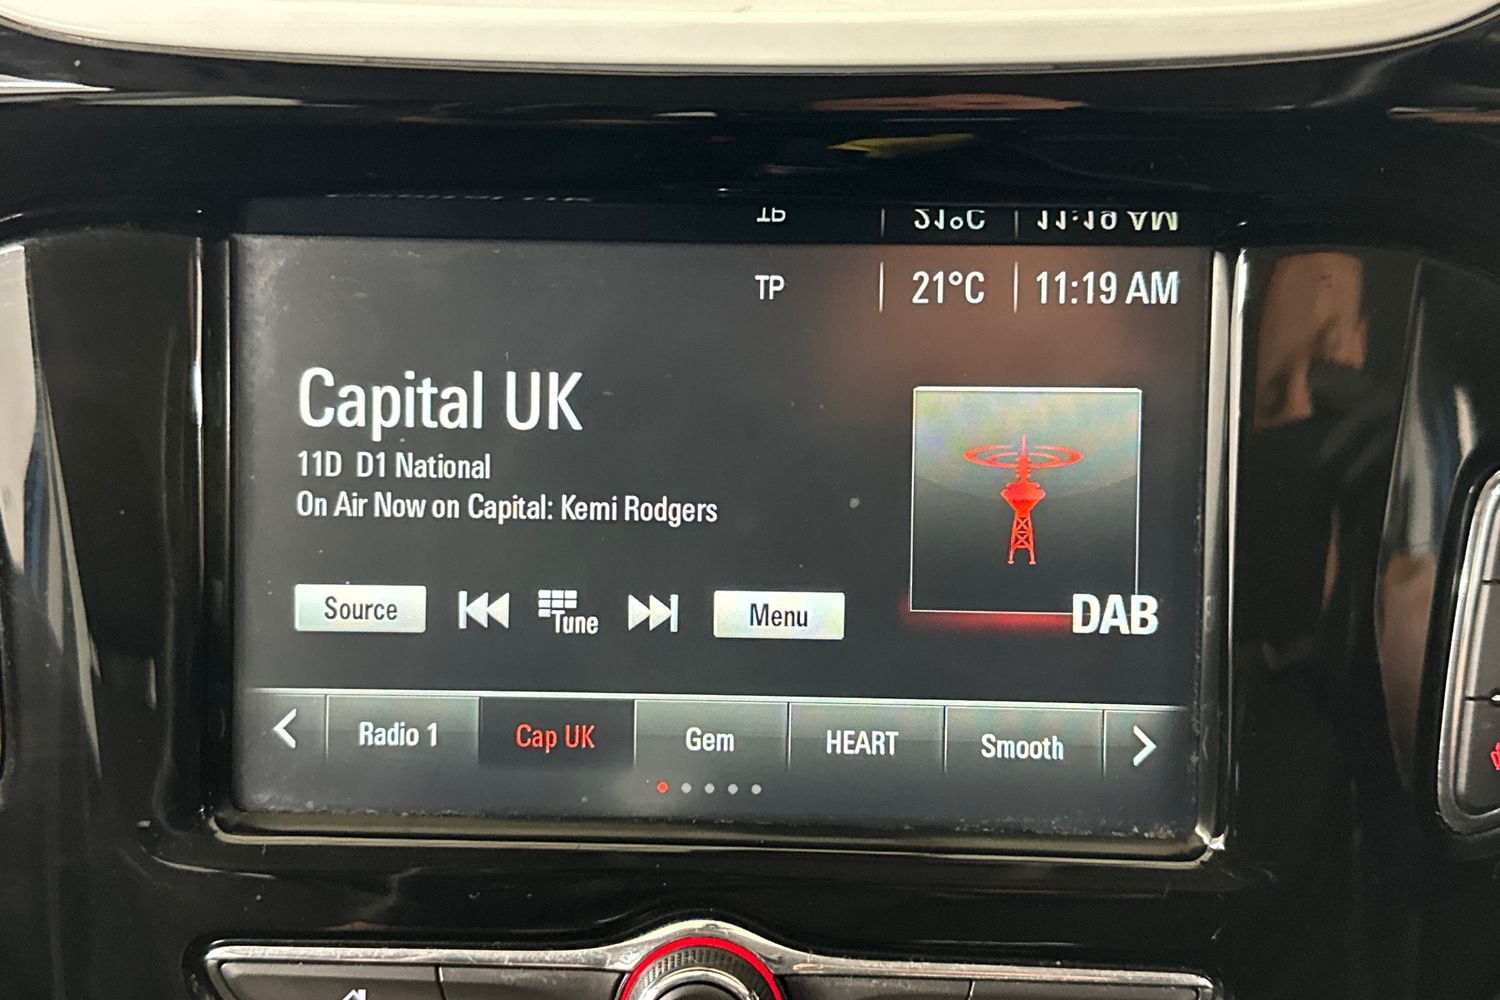 TP 21°C 11:19 AM
Capital UK
11D D1 National
On Air Now on Capital: Kemi Rodgers
Source Tune Menu
DAB
Radio 1 Cap UK Gem HEART Smooth